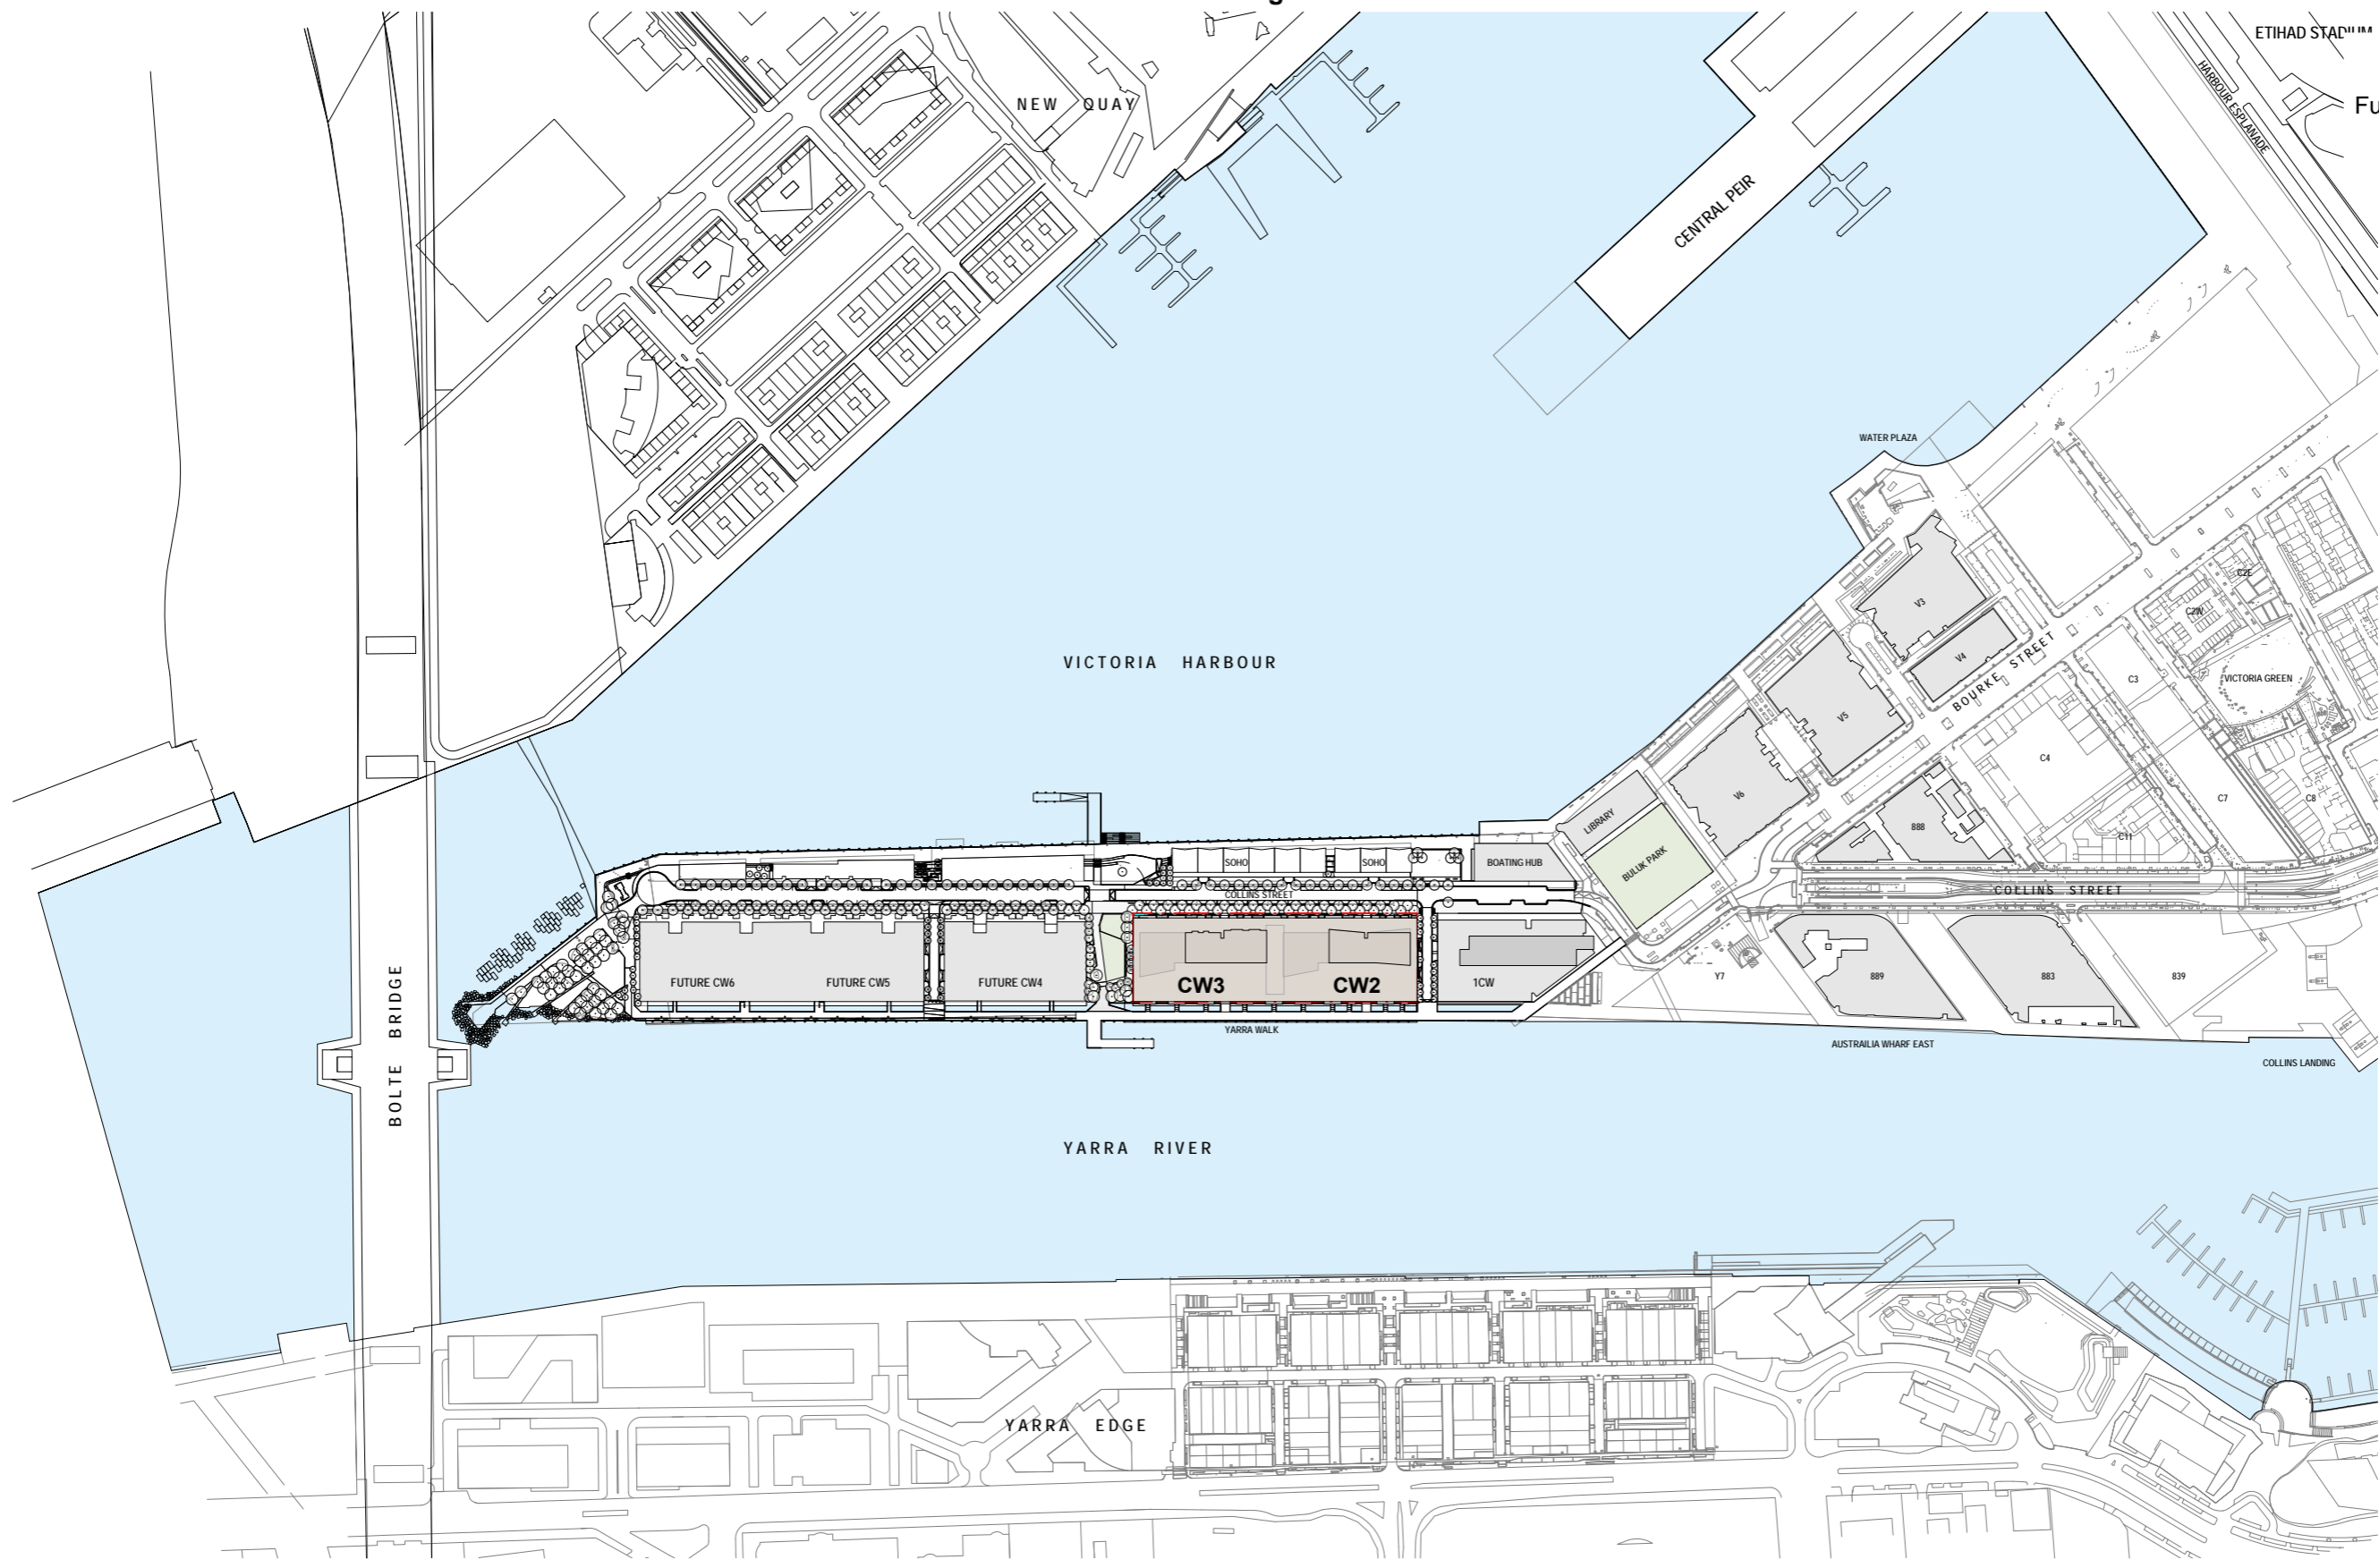 ETIHAD STADIUM
HARBOUR ESPLANADE
Fu
NEW QUAY
CENTRAL PEIR
WATER PLAZA
C2E
V3
C2W
V4
BOURKE STREET
VICTORIA HARBOUR
C3
VICTORIA GREEN
V5
C4
V6
C7
C8
LIBRARY
888
C11
SOHO
SOHO
BOATING HUB
BULUK PARK
COLLINS STREET
COLLINS STREET
FUTURE CW6
FUTURE CW5
FUTURE CW4
CW3
CW2
1CW
Y7
889
883
839
YARRA WALK
AUSTRAILIA WHARF EAST
COLLINS LANDING
BOLTE BRIDGE
YARRA RIVER
YARRA EDGE